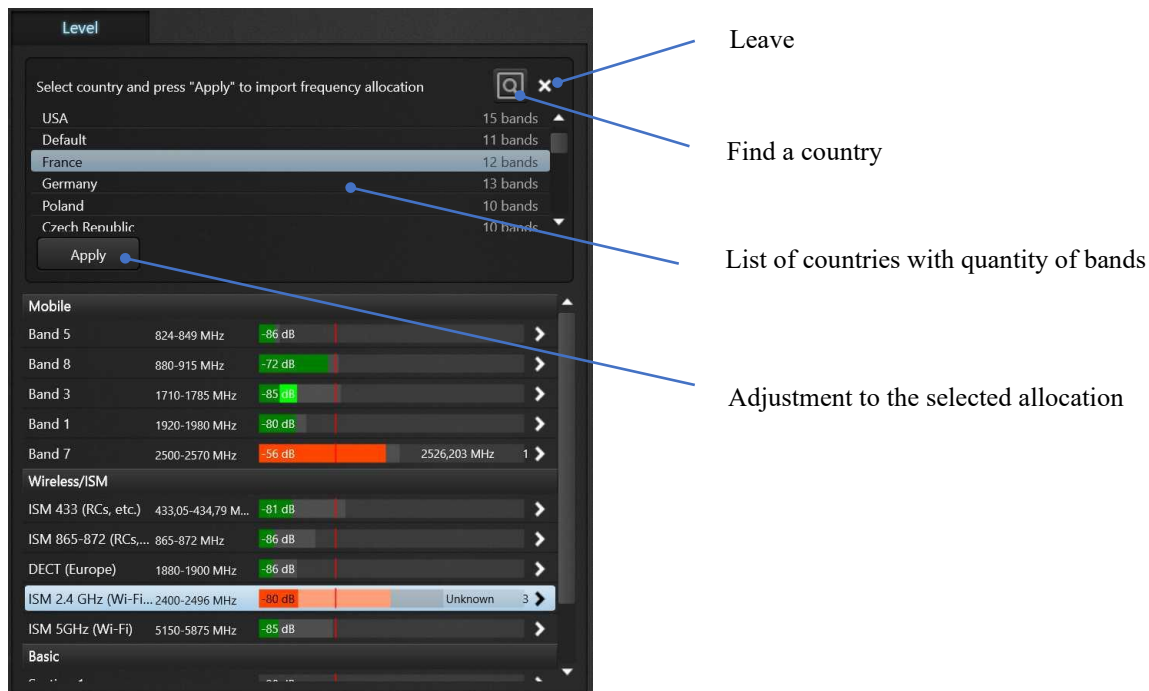 Level
Leave
Select country and press "Apply" to import frequency allocation
USA 15 bands
Default 11 bands
Find a country
France 12 bands
Germany 13 bands
Poland 10 bands
Czech Republic 10 bands
Apply
List of countries with quantity of bands
Mobile
Band 5 824-849 MHz -86 dB
Band 8 880-915 MHz -72 dB
Band 3 1710-1785 MHz -85 dB
Adjustment to the selected allocation
Band 1 1920-1980 MHz -80 dB
Band 7 2500-2570 MHz -56 dB 2526,203 MHz 1
Wireless/ISM
ISM 433 (RCs, etc.) 433,05-434,79 M... -81 dB
ISM 865-872 (RCs,... 865-872 MHz -86 dB
DECT (Europe) 1880-1900 MHz -86 dB
ISM 2.4 GHz (Wi-Fi... 2400-2496 MHz -80 dB Unknown 3
ISM 5GHz (Wi-Fi) 5150-5875 MHz -85 dB
Basic